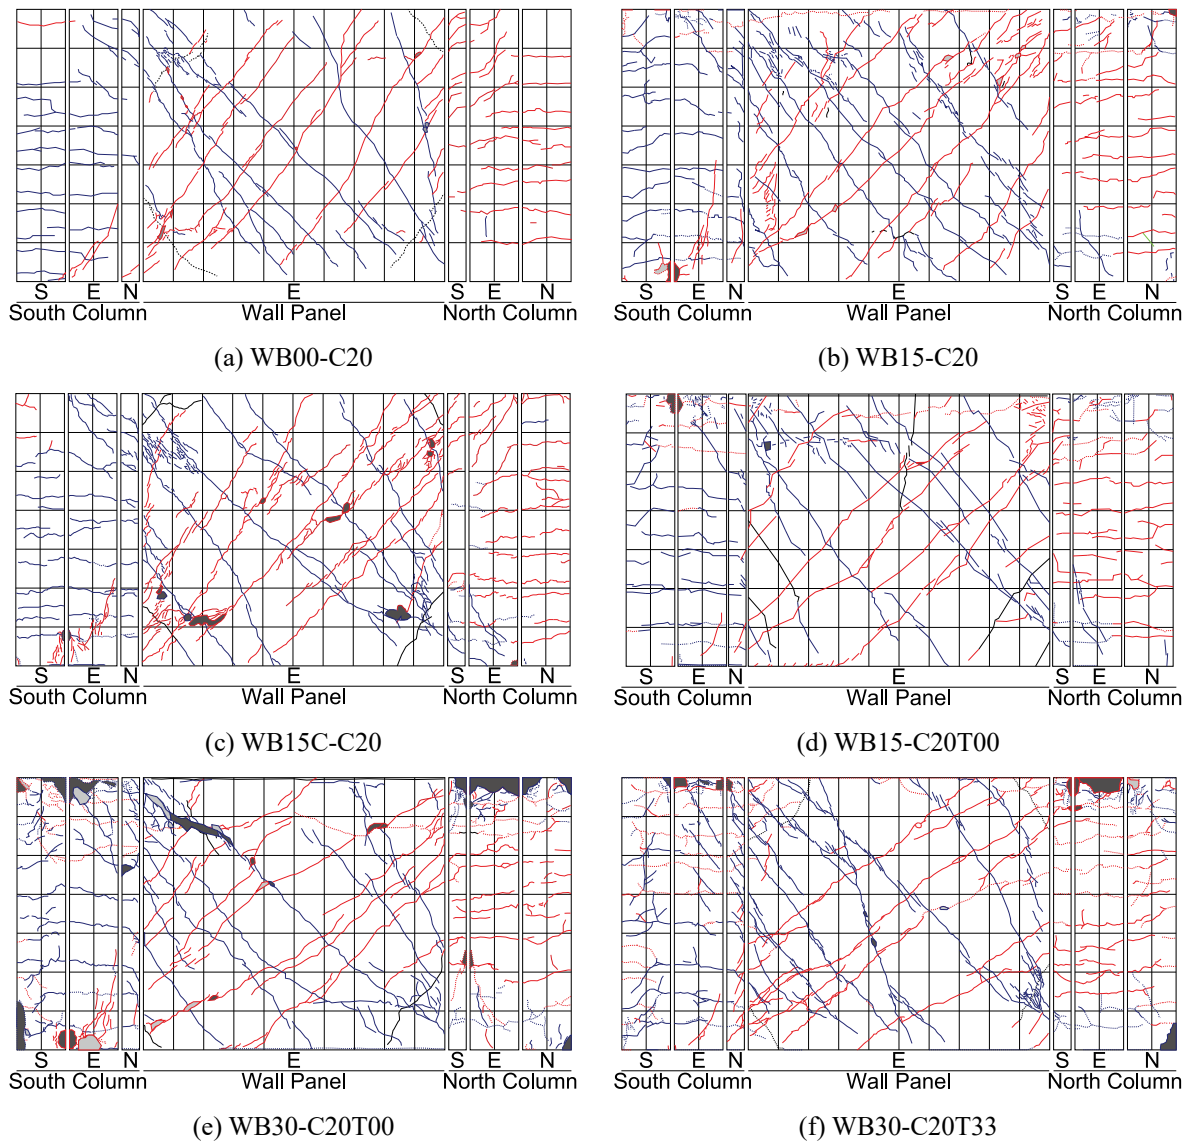 S E N E S E N
South Column Wall Panel North Column
(a) WB00-C20
S E N E S E N
South Column Wall Panel North Column
(b) WB15-C20
S E N E S E N
South Column Wall Panel North Column
(c) WB15C-C20
S E N E S E N
South Column Wall Panel North Column
(d) WB15-C20T00
S E N E S E N
South Column Wall Panel North Column
(e) WB30-C20T00
S E N E S E N
South Column Wall Panel North Column
(f) WB30-C20T33